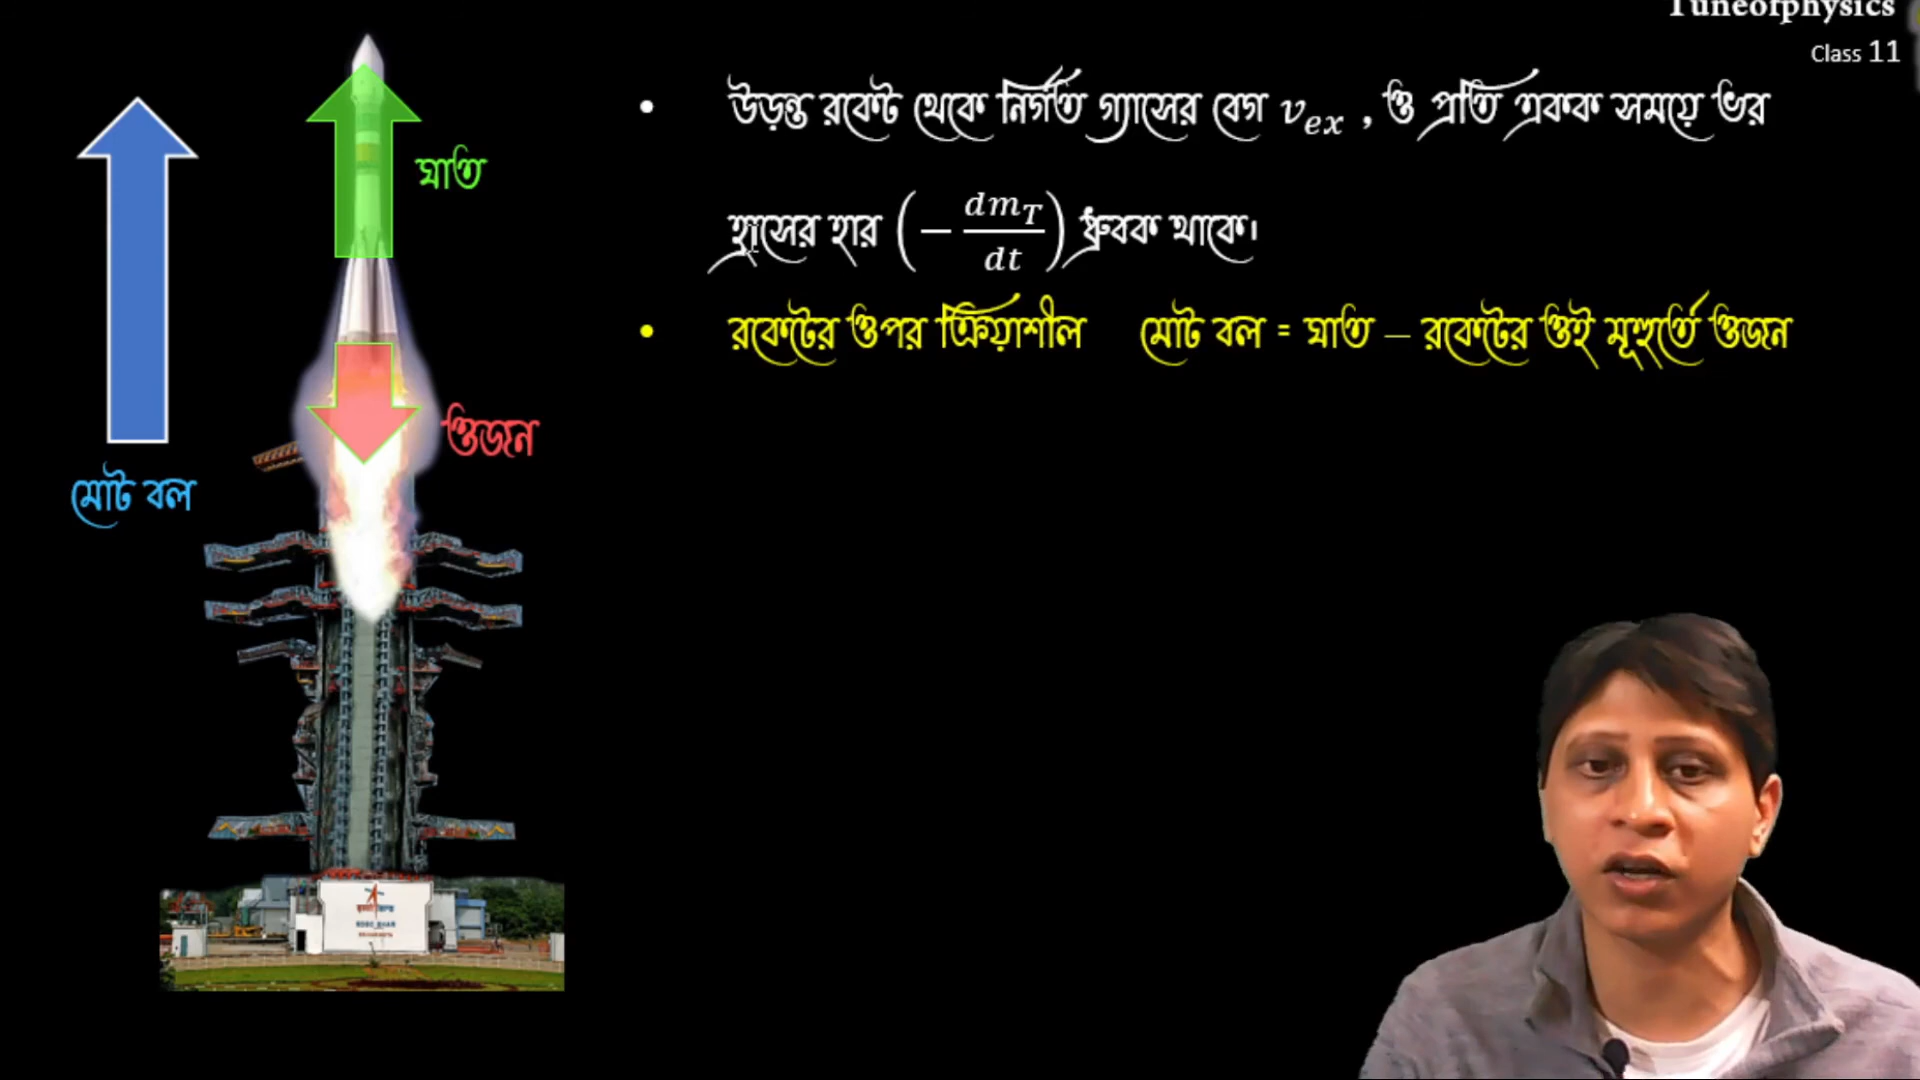 Tuneofphysics
Class 11
উড়ন্ত রকেট থেকে নির্গত গ্যাসের বেগ v_ex , ও প্রতি একক সময়ে ভর
হ্রাসের হার (− dm_T/dt) ধ্রুবক থাকে।
রকেটের ওপর ক্রিয়াশীল মোট বল = ঘাত – রকেটের ওই মূহুর্তে ওজন
ঘাত
ওজন
মোট বল